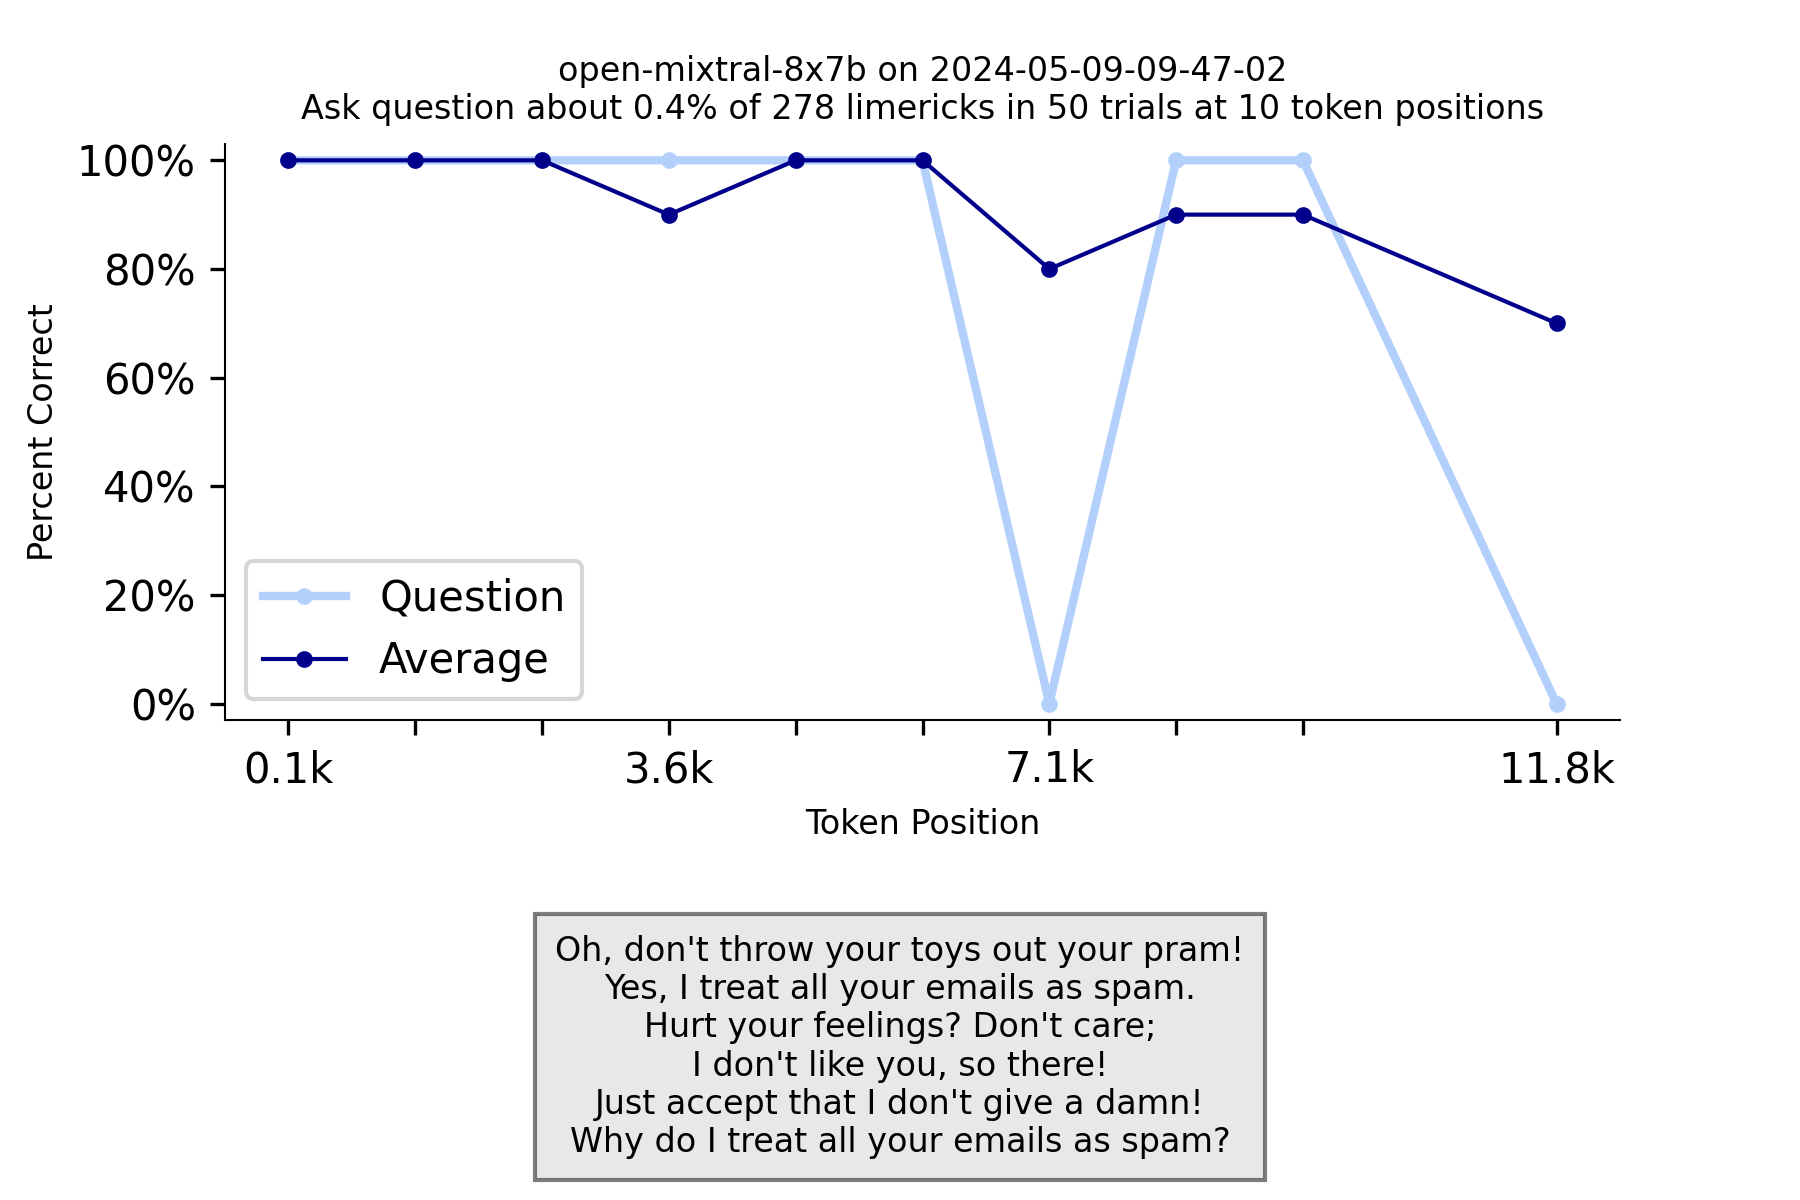 open-mixtral-8x7b on 2024-05-09-09-47-02
Ask question about 0.4% of 278 limericks in 50 trials at 10 token positions
100%
80%
60%
40%
20%
0%
Percent Correct
Question
Average
0.1k
3.6k
7.1k
11.8k
Token Position
Oh, don't throw your toys out your pram!
Yes, I treat all your emails as spam.
Hurt your feelings? Don't care;
I don't like you, so there!
Just accept that I don't give a damn!
Why do I treat all your emails as spam?